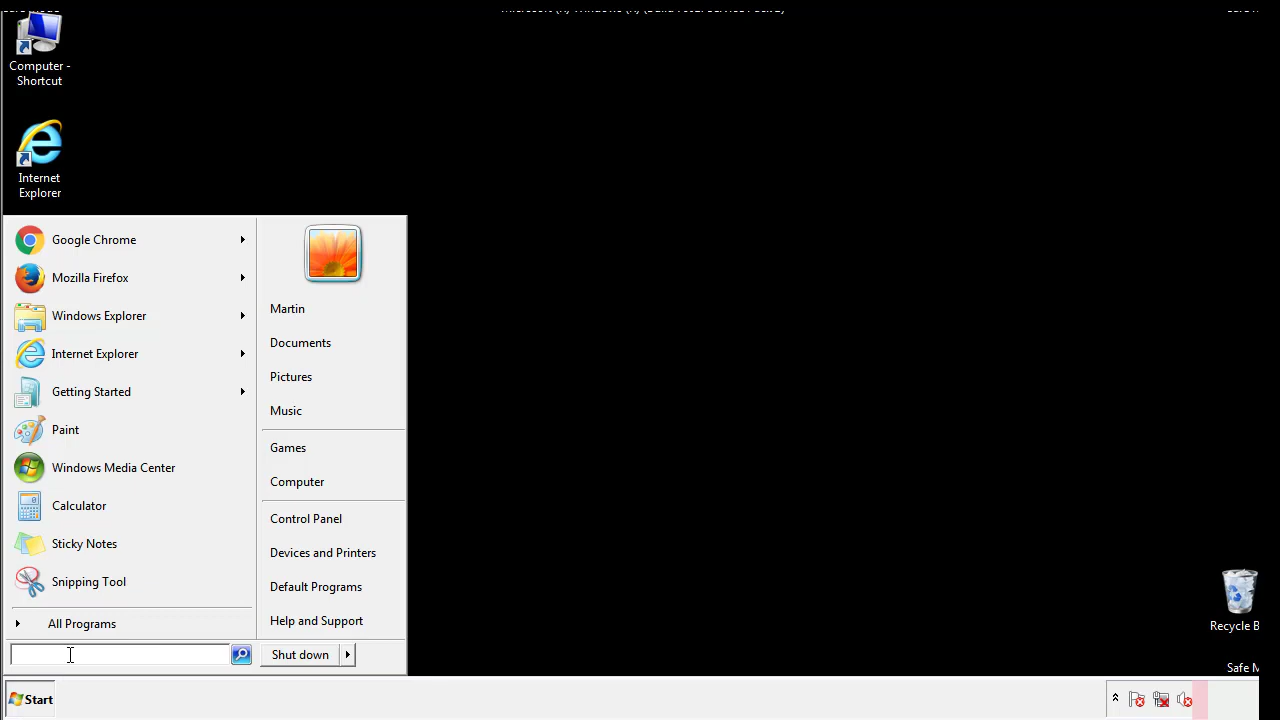 Computer -
Shortcut
Internet
Explorer
Google Chrome
Mozilla Firefox
Windows Explorer
Internet Explorer
Getting Started
Paint
Windows Media Center
Calculator
Sticky Notes
Snipping Tool
All Programs
Martin
Documents
Pictures
Music
Games
Computer
Control Panel
Devices and Printers
Default Programs
Help and Support
Shut down
Recycle B
Safe M
Start